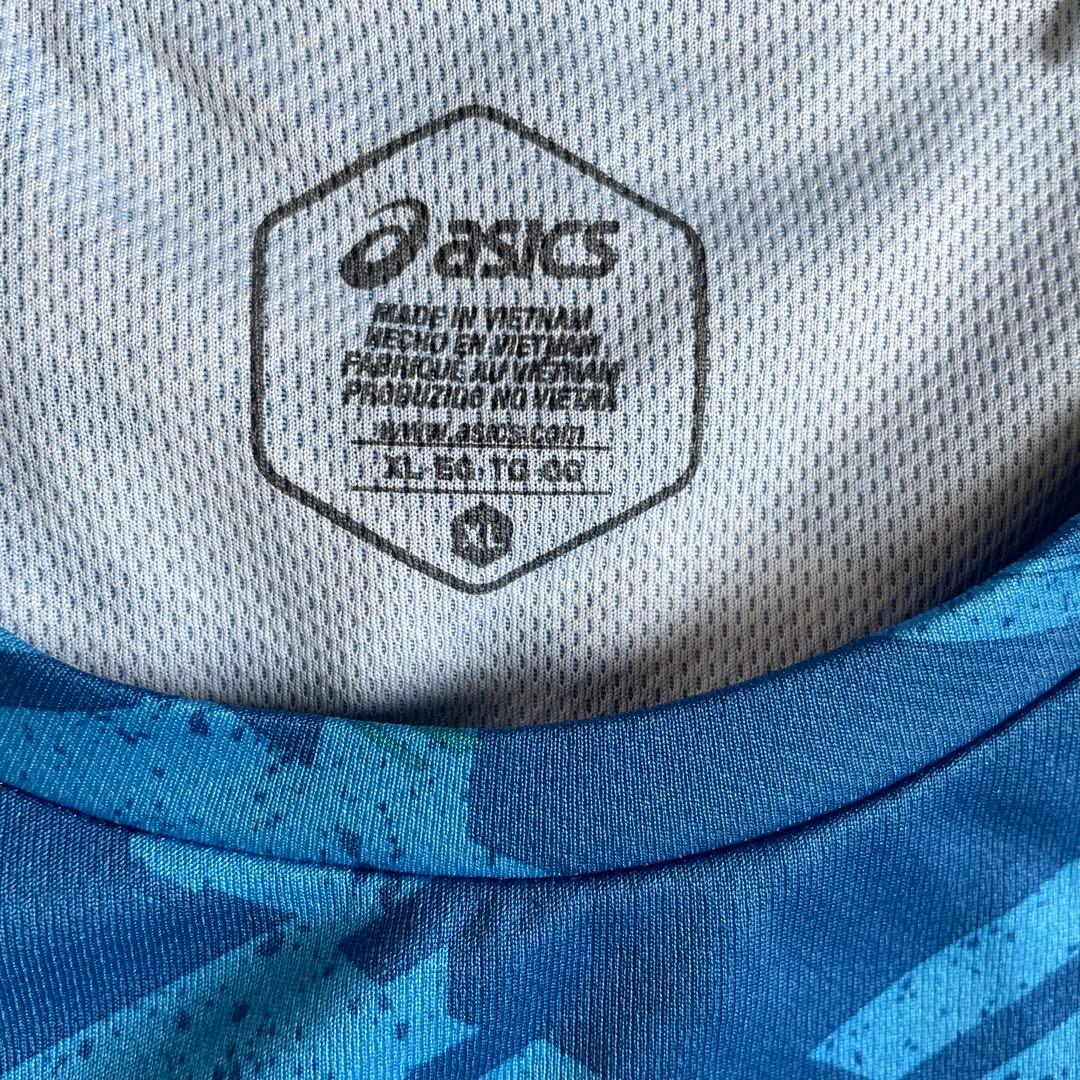 asics
MADE IN VIETNAM
HECHO EN VIETNAM
FABRIQUE AU VIETNAM
PRODUZIDO NO VIETNÃ
www.asics.com
XL· EG · TG · GG
XL